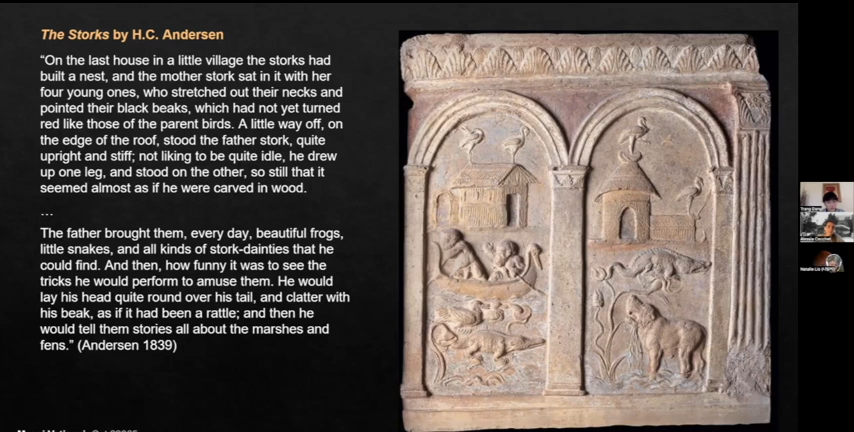 The Storks by H.C. Andersen
“On the last house in a little village the storks had
built a nest, and the mother stork sat in it with her
four young ones, who stretched out their necks and
pointed their black beaks, which had not yet turned
red like those of the parent birds. A little way off, on
the edge of the roof, stood the father stork, quite
upright and stiff; not liking to be quite idle, he drew
up one leg, and stood on the other, so still that it
seemed almost as if he were carved in wood.
…
The father brought them, every day, beautiful frogs,
little snakes, and all kinds of stork-dainties that he
could find. And then, how funny it was to see the
tricks he would perform to amuse them. He would
lay his head quite round over his tail, and clatter with
his beak, as if it had been a rattle; and then he
would tell them stories all about the marshes and
fens.” (Andersen 1839)